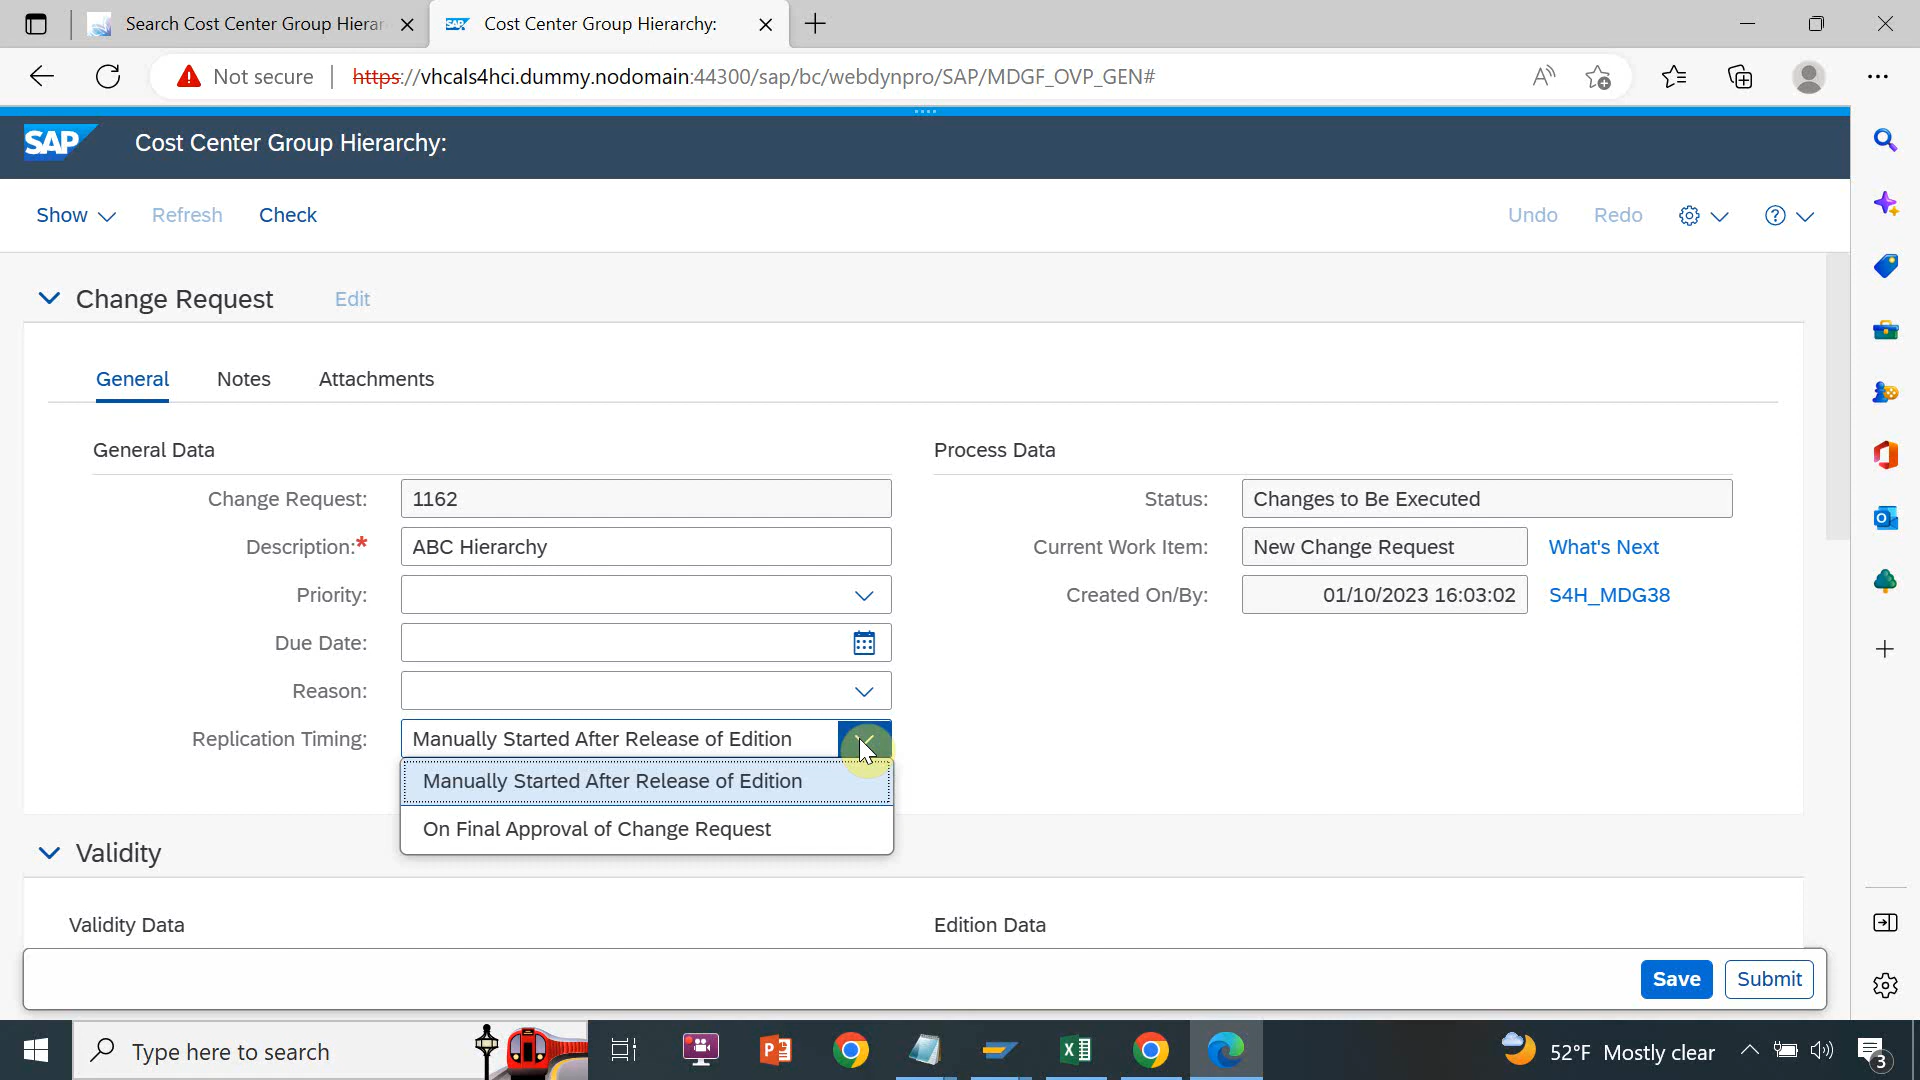 Search Cost Center Group Hierar
SAP Cost Center Group Hierarchy:
Not secure https://vhcals4hci.dummy.nodomain:44300/sap/bc/webdynpro/SAP/MDGF_OVP_GEN#
SAP Cost Center Group Hierarchy:
Show Refresh Check Undo Redo
Change Request Edit
General Notes Attachments
General Data Process Data
Change Request: 1162 Status: Changes to Be Executed
Description:* ABC Hierarchy Current Work Item: New Change Request What's Next
Priority: Created On/By: 01/10/2023 16:03:02 S4H_MDG38
Due Date:
Reason:
Replication Timing: Manually Started After Release of Edition
Manually Started After Release of Edition
On Final Approval of Change Request
Validity
Validity Data Edition Data
Save Submit
Type here to search 52°F Mostly clear 3